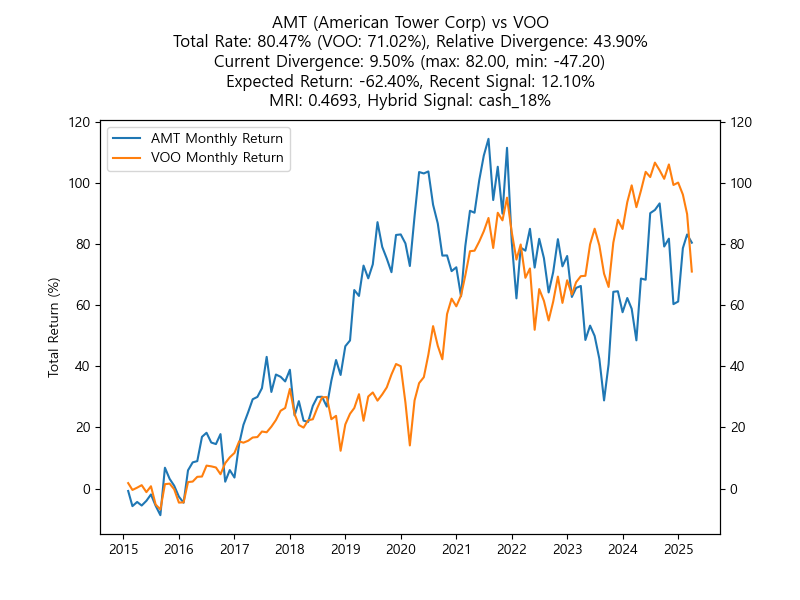 AMT (American Tower Corp) vs VOO
Total Rate: 80.47% (VOO: 71.02%), Relative Divergence: 43.90%
Current Divergence: 9.50% (max: 82.00, min: -47.20)
Expected Return: -62.40%, Recent Signal: 12.10%
MRI: 0.4693, Hybrid Signal: cash_18%
AMT Monthly Return
VOO Monthly Return
Total Return (%)
120
100
80
60
40
20
0
120
100
80
60
40
20
0
2015 2016 2017 2018 2019 2020 2021 2022 2023 2024 2025